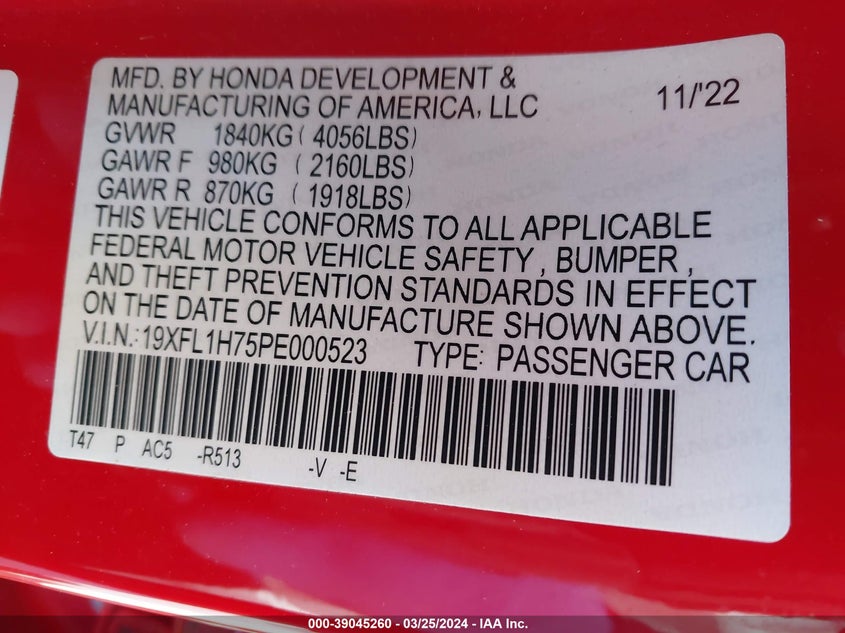 MFD. BY HONDA DEVELOPMENT &
MANUFACTURING OF AMERICA, LLC 11/'22
GVWR 1840KG ( 4056LBS)
GAWR F 980KG ( 2160LBS)
GAWR R 870KG ( 1918LBS)
THIS VEHICLE CONFORMS TO ALL APPLICABLE
FEDERAL MOTOR VEHICLE SAFETY , BUMPER ,
AND THEFT PREVENTION STANDARDS IN EFFECT
ON THE DATE OF MANUFACTURE SHOWN ABOVE.
V.I.N.:19XFL1H75PE000523 TYPE: PASSENGER CAR
T47 P AC5 -R513 -V -E
000-39045260 - 03/25/2024 - IAA Inc.